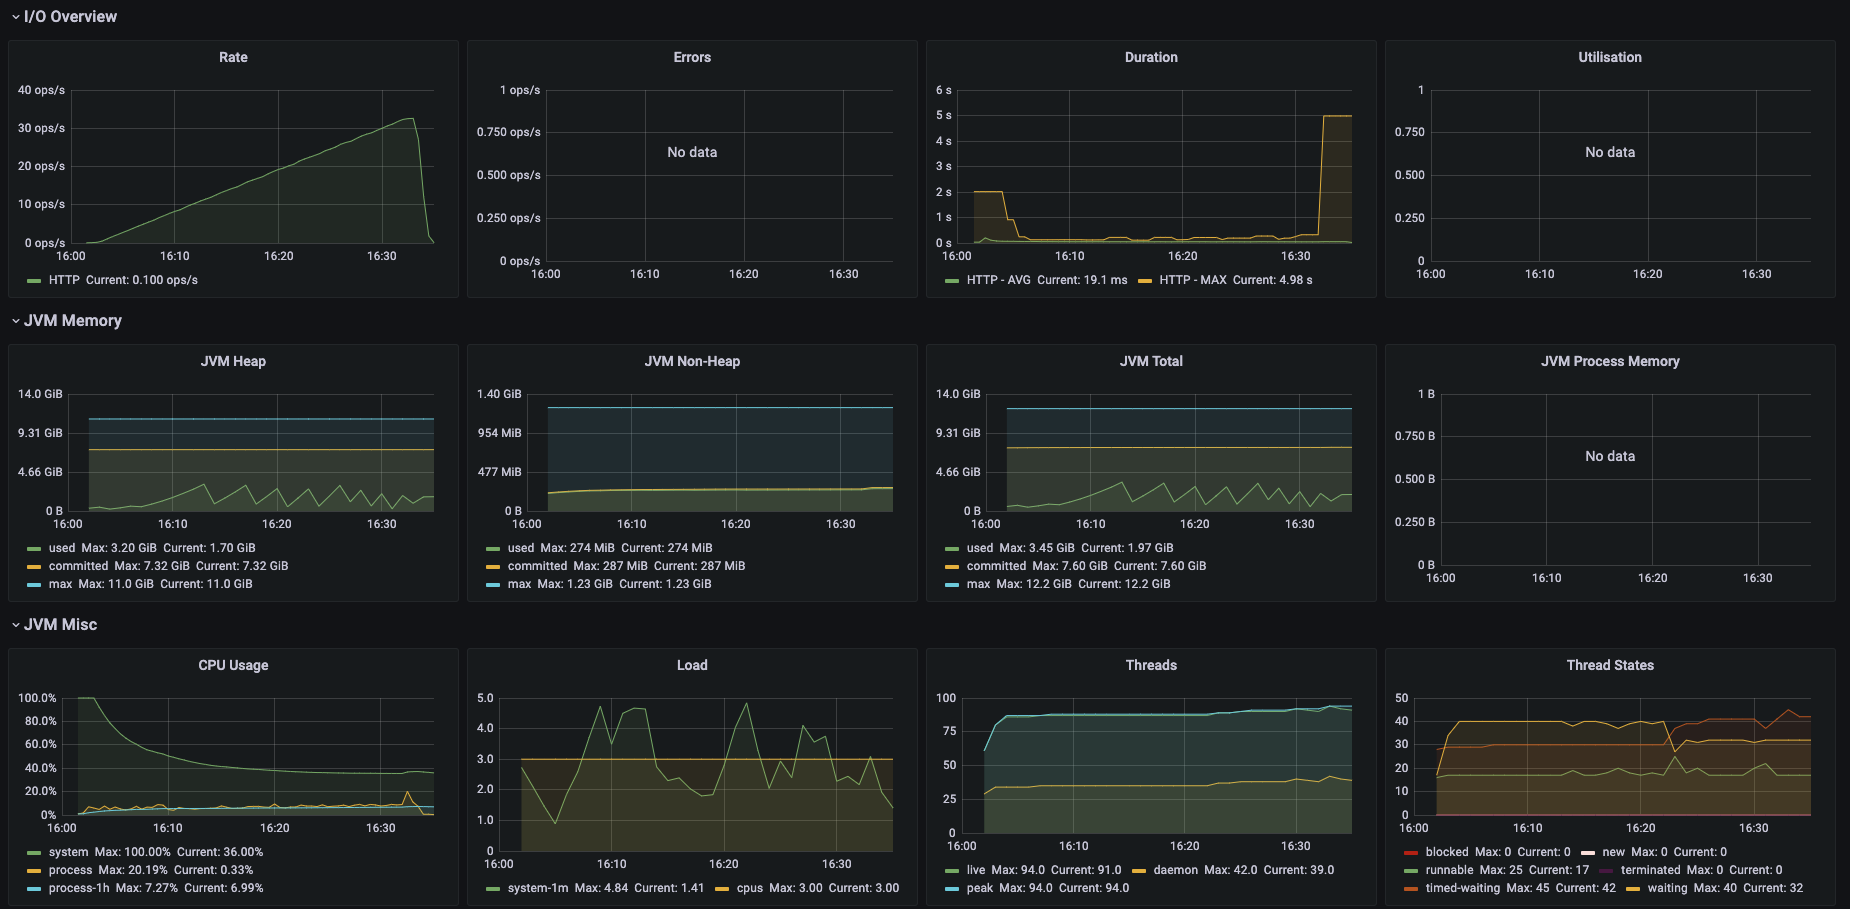 I/O Overview
Rate
40 ops/s
30 ops/s
20 ops/s
10 ops/s
0 ops/s
16:00 16:10 16:20 16:30
HTTP Current: 0.100 ops/s
Errors
1 ops/s
0.750 ops/s
0.500 ops/s
0.250 ops/s
0 ops/s
No data
16:00 16:10 16:20 16:30
Duration
6 s
5 s
4 s
3 s
2 s
1 s
0 s
16:00 16:10 16:20 16:30
HTTP - AVG Current: 19.1 ms HTTP - MAX Current: 4.98 s
Utilisation
1
0.750
0.500
0.250
0
No data
16:00 16:10 16:20 16:30
JVM Memory
JVM Heap
14.0 GiB
9.31 GiB
4.66 GiB
0 B
16:00 16:10 16:20 16:30
used Max: 3.20 GiB Current: 1.70 GiB
committed Max: 7.32 GiB Current: 7.32 GiB
max Max: 11.0 GiB Current: 11.0 GiB
JVM Non-Heap
1.40 GiB
954 MiB
477 MiB
0 B
16:00 16:10 16:20 16:30
used Max: 274 MiB Current: 274 MiB
committed Max: 287 MiB Current: 287 MiB
max Max: 1.23 GiB Current: 1.23 GiB
JVM Total
14.0 GiB
9.31 GiB
4.66 GiB
0 B
16:00 16:10 16:20 16:30
used Max: 3.45 GiB Current: 1.97 GiB
committed Max: 7.60 GiB Current: 7.60 GiB
max Max: 12.2 GiB Current: 12.2 GiB
JVM Process Memory
1 B
0.750 B
0.500 B
0.250 B
0 B
No data
16:00 16:10 16:20 16:30
JVM Misc
CPU Usage
100.0%
80.0%
60.0%
40.0%
20.0%
0%
16:00 16:10 16:20 16:30
system Max: 100.00% Current: 36.00%
process Max: 20.19% Current: 0.33%
process-1h Max: 7.27% Current: 6.99%
Load
5.0
4.0
3.0
2.0
1.0
0
16:00 16:10 16:20 16:30
system-1m Max: 4.84 Current: 1.41 cpus Max: 3.00 Current: 3.00
Threads
100
75
50
25
0
16:00 16:10 16:20 16:30
live Max: 94.0 Current: 91.0 daemon Max: 42.0 Current: 39.0
peak Max: 94.0 Current: 94.0
Thread States
50
40
30
20
10
0
16:00 16:10 16:20 16:30
blocked Max: 0 Current: 0 new Max: 0 Current: 0
runnable Max: 25 Current: 17 terminated Max: 0 Current: 0
timed-waiting Max: 45 Current: 42 waiting Max: 40 Current: 32